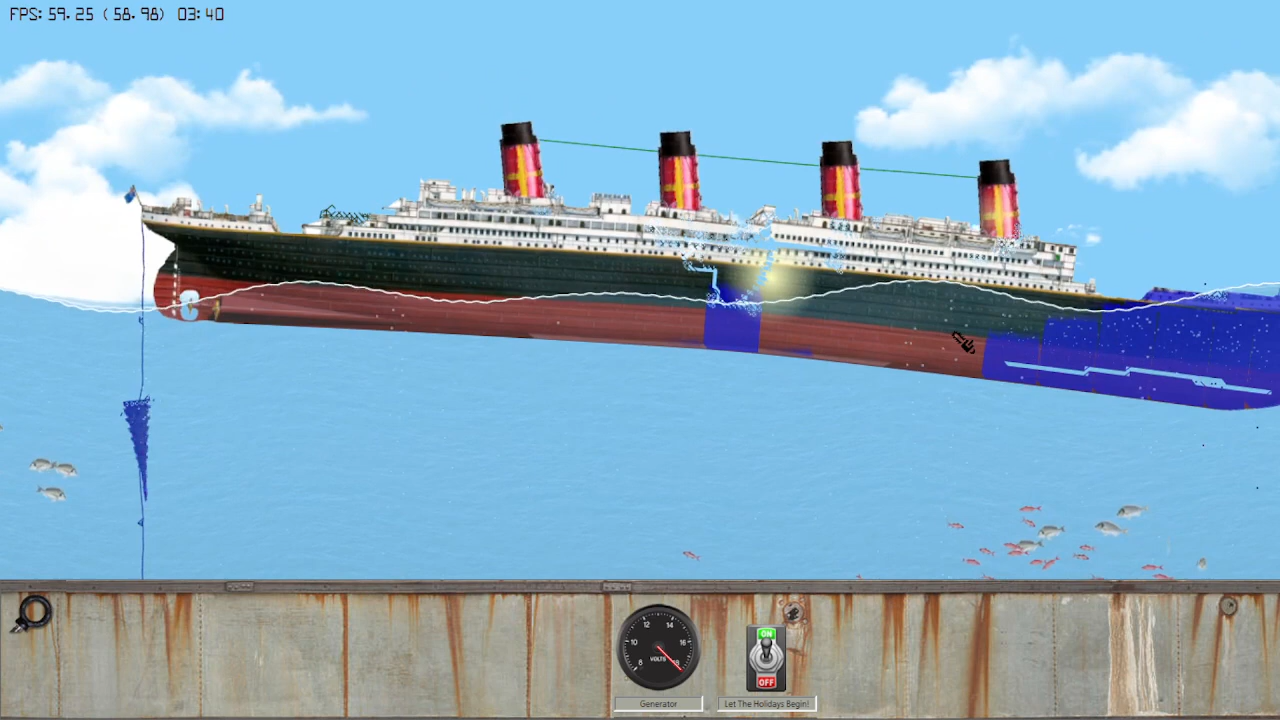 FPS: 59.25 (58.98) 03:40
12 14
10 16
8 18
VOLTS
ON
OFF
Generator
Let The Holidays Begin!